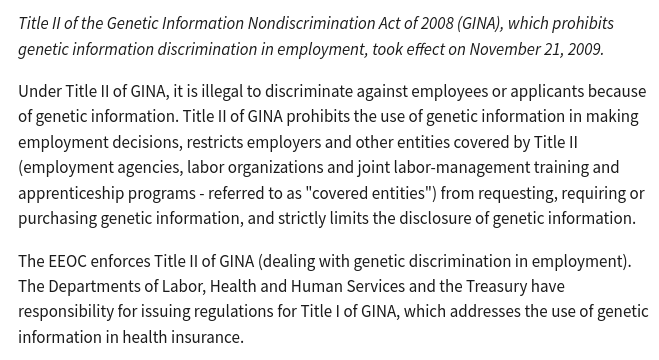 Title II of the Genetic Information Nondiscrimination Act of 2008 (GINA), which prohibits
genetic information discrimination in employment, took effect on November 21, 2009.
Under Title II of GINA, it is illegal to discriminate against employees or applicants because
of genetic information. Title II of GINA prohibits the use of genetic information in making
employment decisions, restricts employers and other entities covered by Title II
(employment agencies, labor organizations and joint labor-management training and
apprenticeship programs - referred to as "covered entities") from requesting, requiring or
purchasing genetic information, and strictly limits the disclosure of genetic information.
The EEOC enforces Title II of GINA (dealing with genetic discrimination in employment).
The Departments of Labor, Health and Human Services and the Treasury have
responsibility for issuing regulations for Title I of GINA, which addresses the use of genetic
information in health insurance.